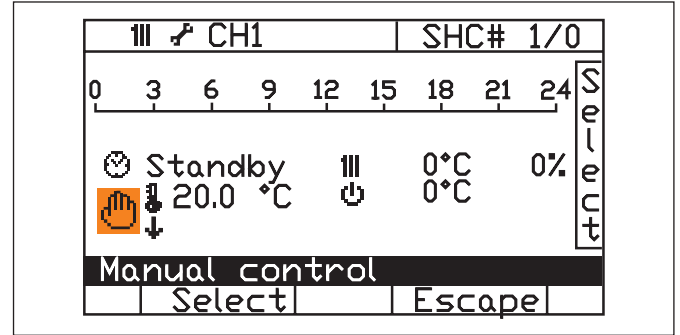 CH1 SHC# 1/0
0 3 6 9 12 15 18 21 24
Select
Standby 0°C 0%
20.0 °C 0°C
Manual control
Select Escape